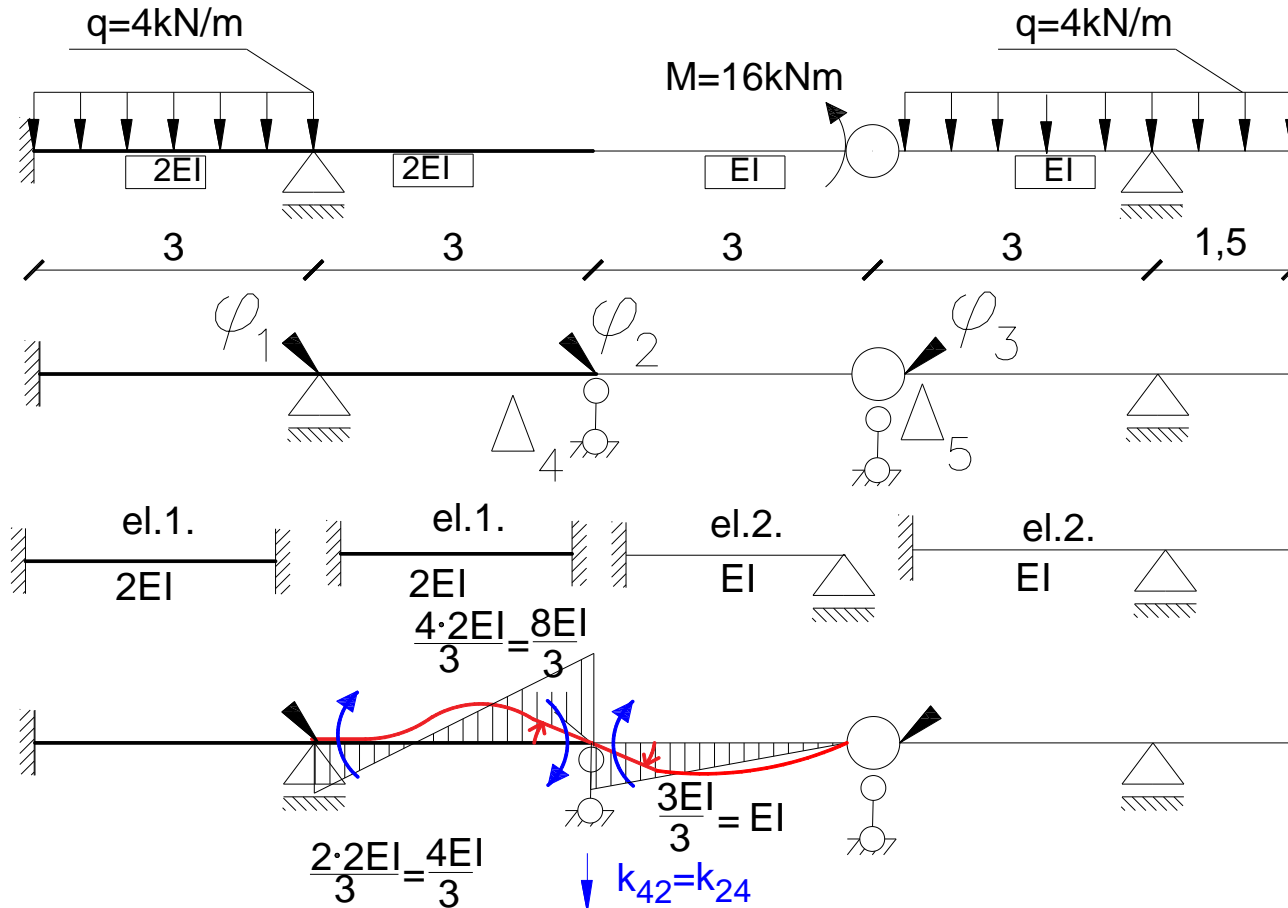 q=4kN/m
q=4kN/m
M=16kNm
2EI
2EI
EI
EI
3
3
3
3
1,5
φ1
φ2
φ3
Δ4
Δ5
el.1.
el.1.
el.2.
el.2.
2EI
2EI
EI
EI
4·2EI/3=8EI/3
3EI/3=EI
2·2EI/3=4EI/3
k42=k24